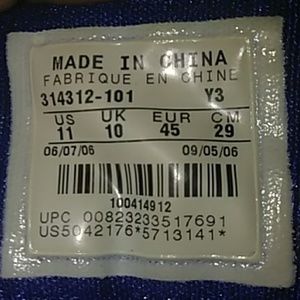 MADE IN CHINA
FABRIQUE EN CHINE
314312-101 Y3
US UK EUR CM
11 10 45 29
06/07/06 09/05/06
100414912
UPC 00823233517691
US5042176*5713141*